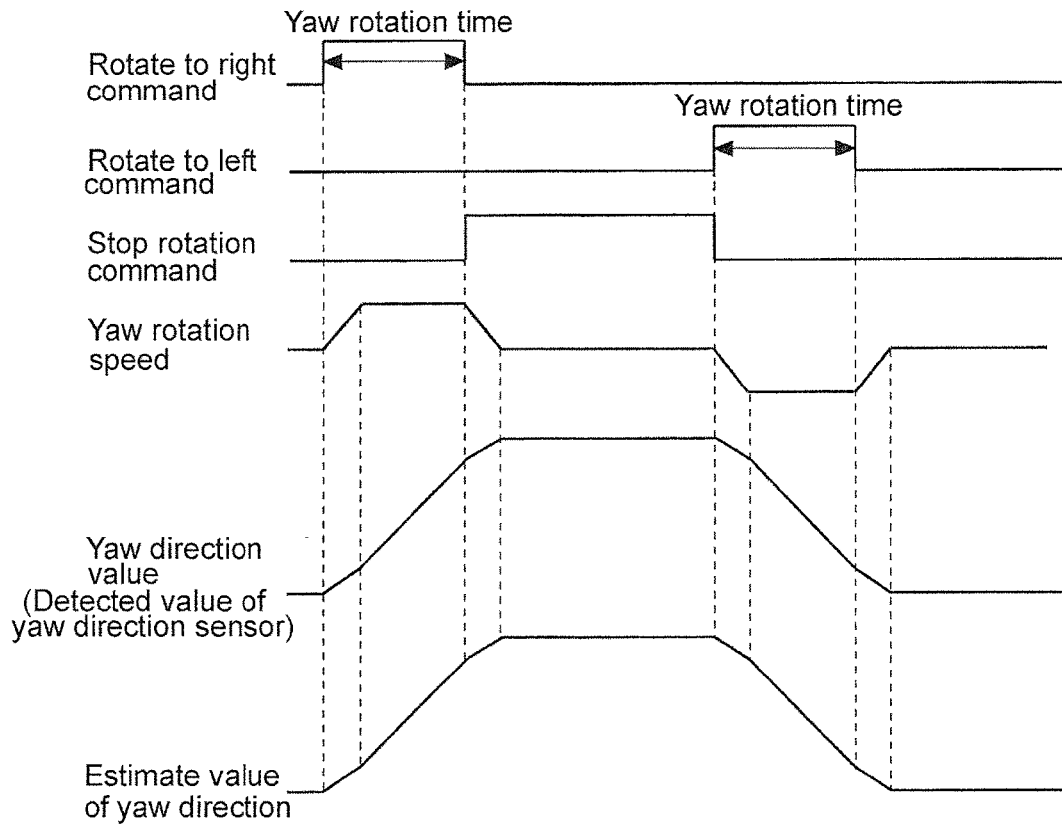 Yaw rotation time
Rotate to right
command
Yaw rotation time
Rotate to left
command
Stop rotation
command
Yaw rotation
speed
Yaw direction
value
(Detected value of
yaw direction sensor)
Estimate value
of yaw direction